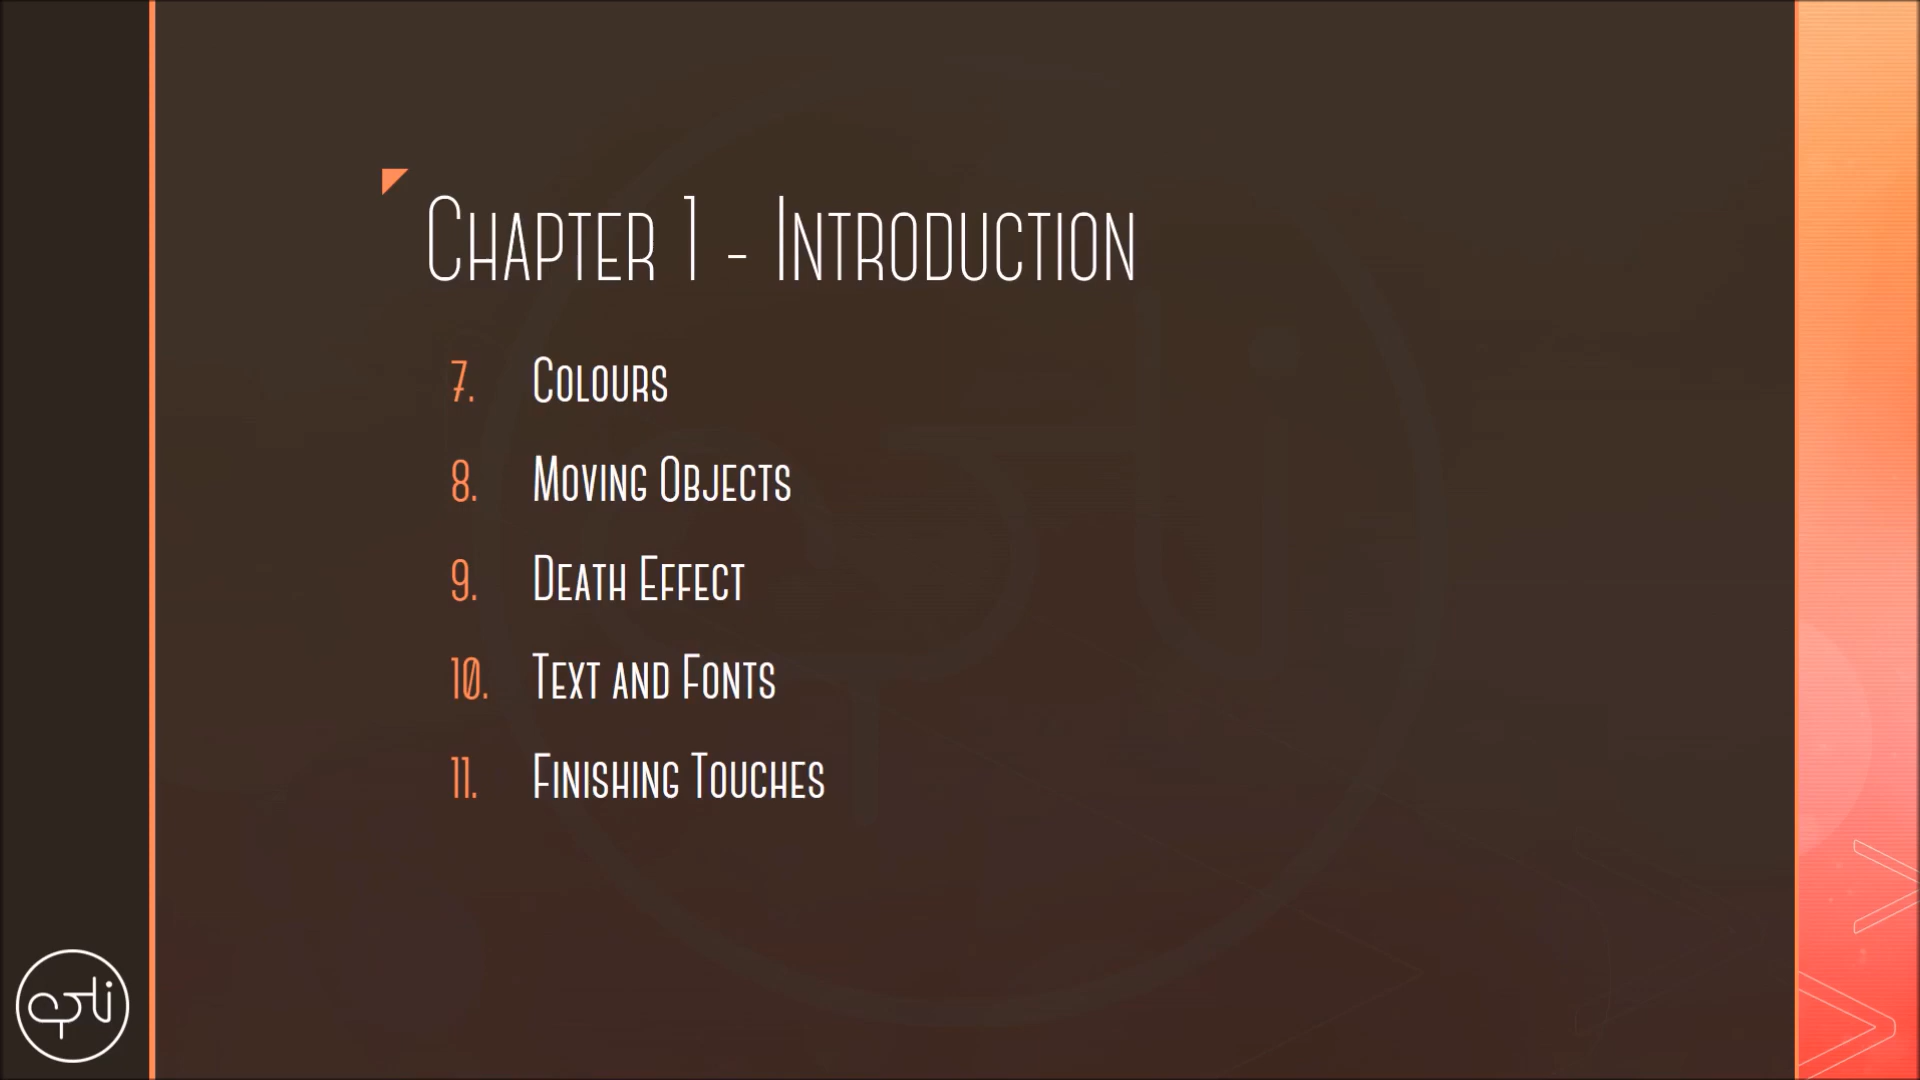 Chapter 1 - Introduction
7. Colours
8. Moving Objects
9. Death Effect
10. Text and Fonts
11. Finishing Touches